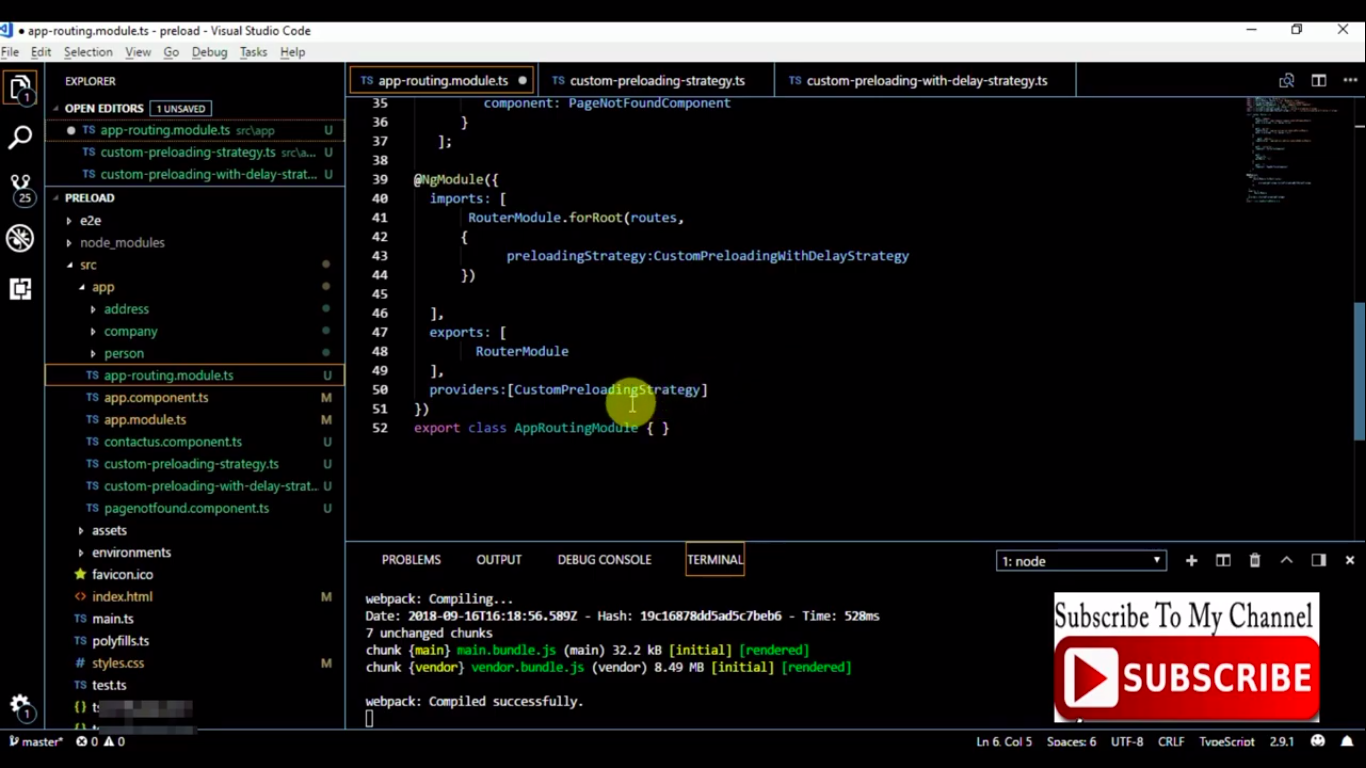 ● app-routing.module.ts - preload - Visual Studio Code
File Edit Selection View Go Debug Tasks Help
EXPLORER
OPEN EDITORS 1 UNSAVED
● TS app-routing.module.ts src\app U
TS custom-preloading-strategy.ts src\a... U
TS custom-preloading-with-delay-strat... U
PRELOAD
e2e
node_modules
src
app
address
company
person
TS app-routing.module.ts U
TS app.component.ts M
TS app.module.ts M
TS contactus.component.ts U
TS custom-preloading-strategy.ts U
TS custom-preloading-with-delay-strat... U
TS pagenotfound.component.ts U
assets
environments
favicon.ico
<> index.html M
TS main.ts
TS polyfills.ts
# styles.css M
TS test.ts
1
25
1
TS app-routing.module.ts ●
TS custom-preloading-strategy.ts
TS custom-preloading-with-delay-strategy.ts
35 component: PageNotFoundComponent
36 }
37 ];
38
39 @NgModule({
40 imports: [
41 RouterModule.forRoot(routes,
42 {
43 preloadingStrategy:CustomPreloadingWithDelayStrategy
44 })
45
46 ],
47 exports: [
48 RouterModule
49 ],
50 providers:[CustomPreloadingStrategy]
51 })
52 export class AppRoutingModule { }
PROBLEMS OUTPUT DEBUG CONSOLE TERMINAL 1: node
webpack: Compiling...
Date: 2018-09-16T16:18:56.589Z - Hash: 19c16878dd5ad5c7beb6 - Time: 528ms
7 unchanged chunks
chunk {main} main.bundle.js (main) 32.2 kB [initial] [rendered]
chunk {vendor} vendor.bundle.js (vendor) 8.49 MB [initial] [rendered]
webpack: Compiled successfully.
Subscribe To My Channel
SUBSCRIBE
master* 0 0 Ln 6, Col 5 Spaces: 6 UTF-8 CRLF TypeScript 2.9.1